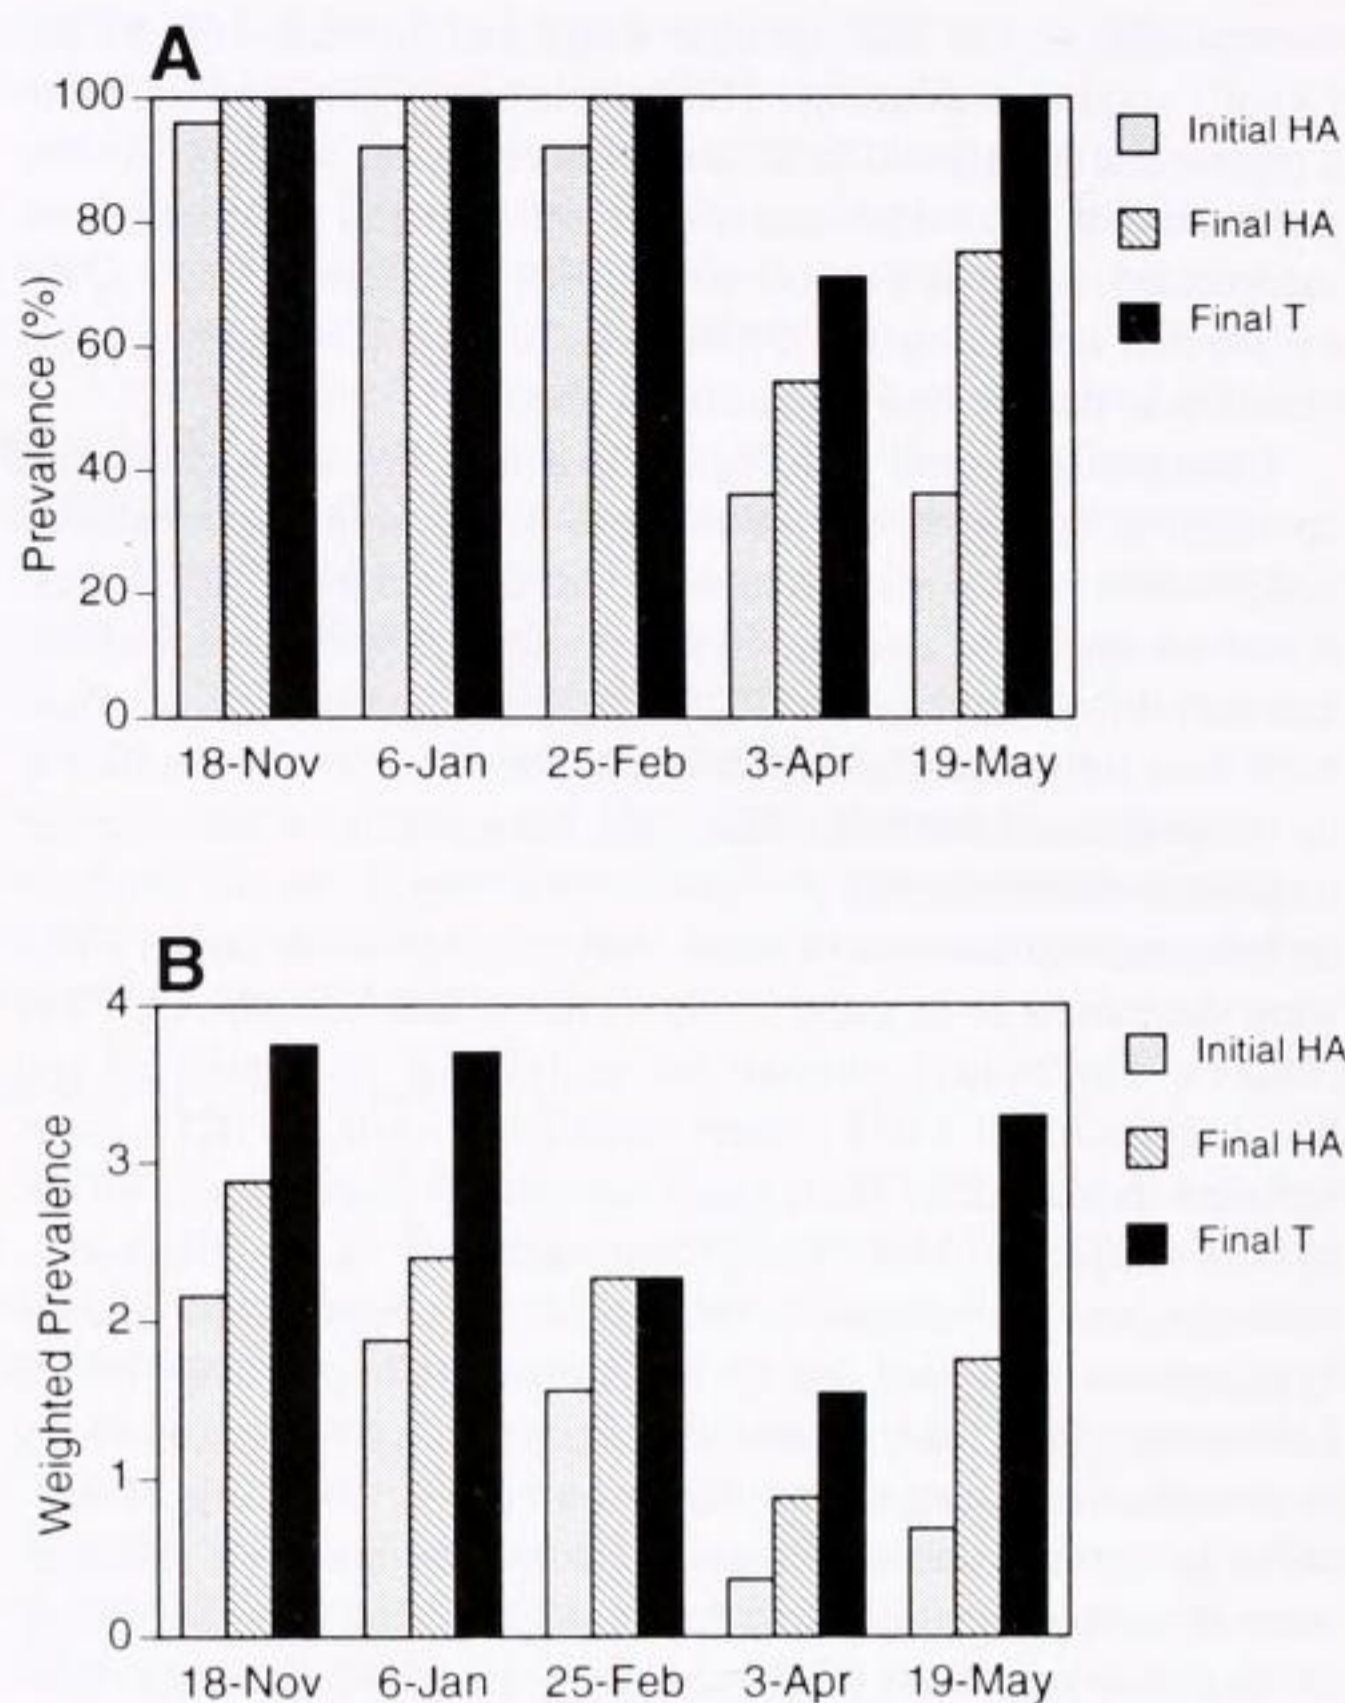 A
100
80
60
40
20
0
Prevalence (%)
18-Nov 6-Jan 25-Feb 3-Apr 19-May
Initial HA
Final HA
Final T
B
4
3
2
1
0
Weighted Prevalence
18-Nov 6-Jan 25-Feb 3-Apr 19-May
Initial HA
Final HA
Final T